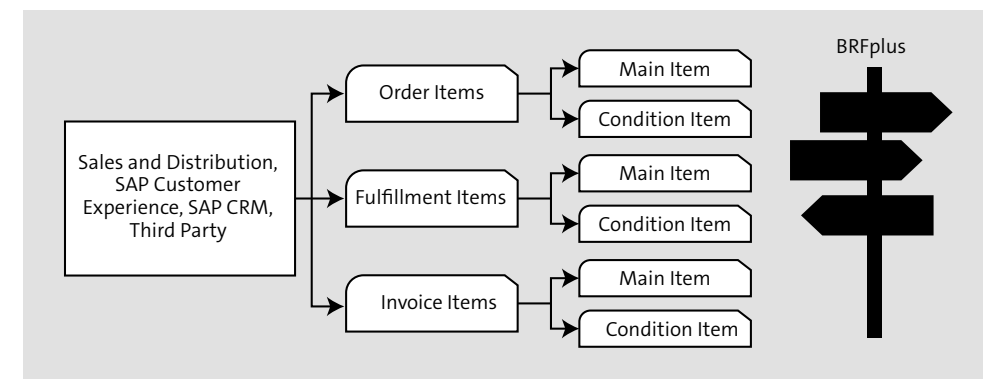 BRFplus
Sales and Distribution,
SAP Customer
Experience, SAP CRM,
Third Party
Order Items
Main Item
Condition Item
Fulfillment Items
Main Item
Condition Item
Invoice Items
Main Item
Condition Item